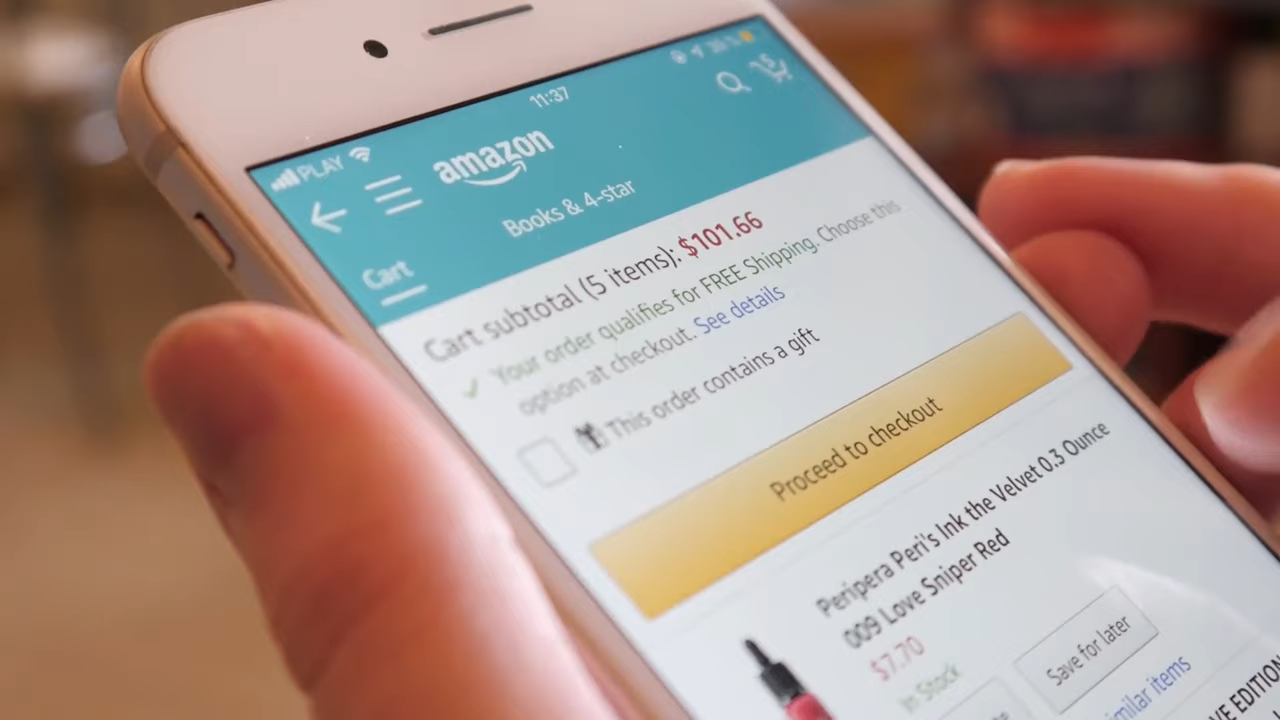 PLAY
11:37
amazon
Books & 4-star
Cart
Cart subtotal (5 items): $101.66
Your order qualifies for FREE Shipping. Choose this
option at checkout. See details
This order contains a gift
Proceed to checkout
Peripera Peri's Ink the Velvet 0.3 Ounce
009 Love Sniper Red
$7.70
In Stock
Save for later
similar items
EDITION